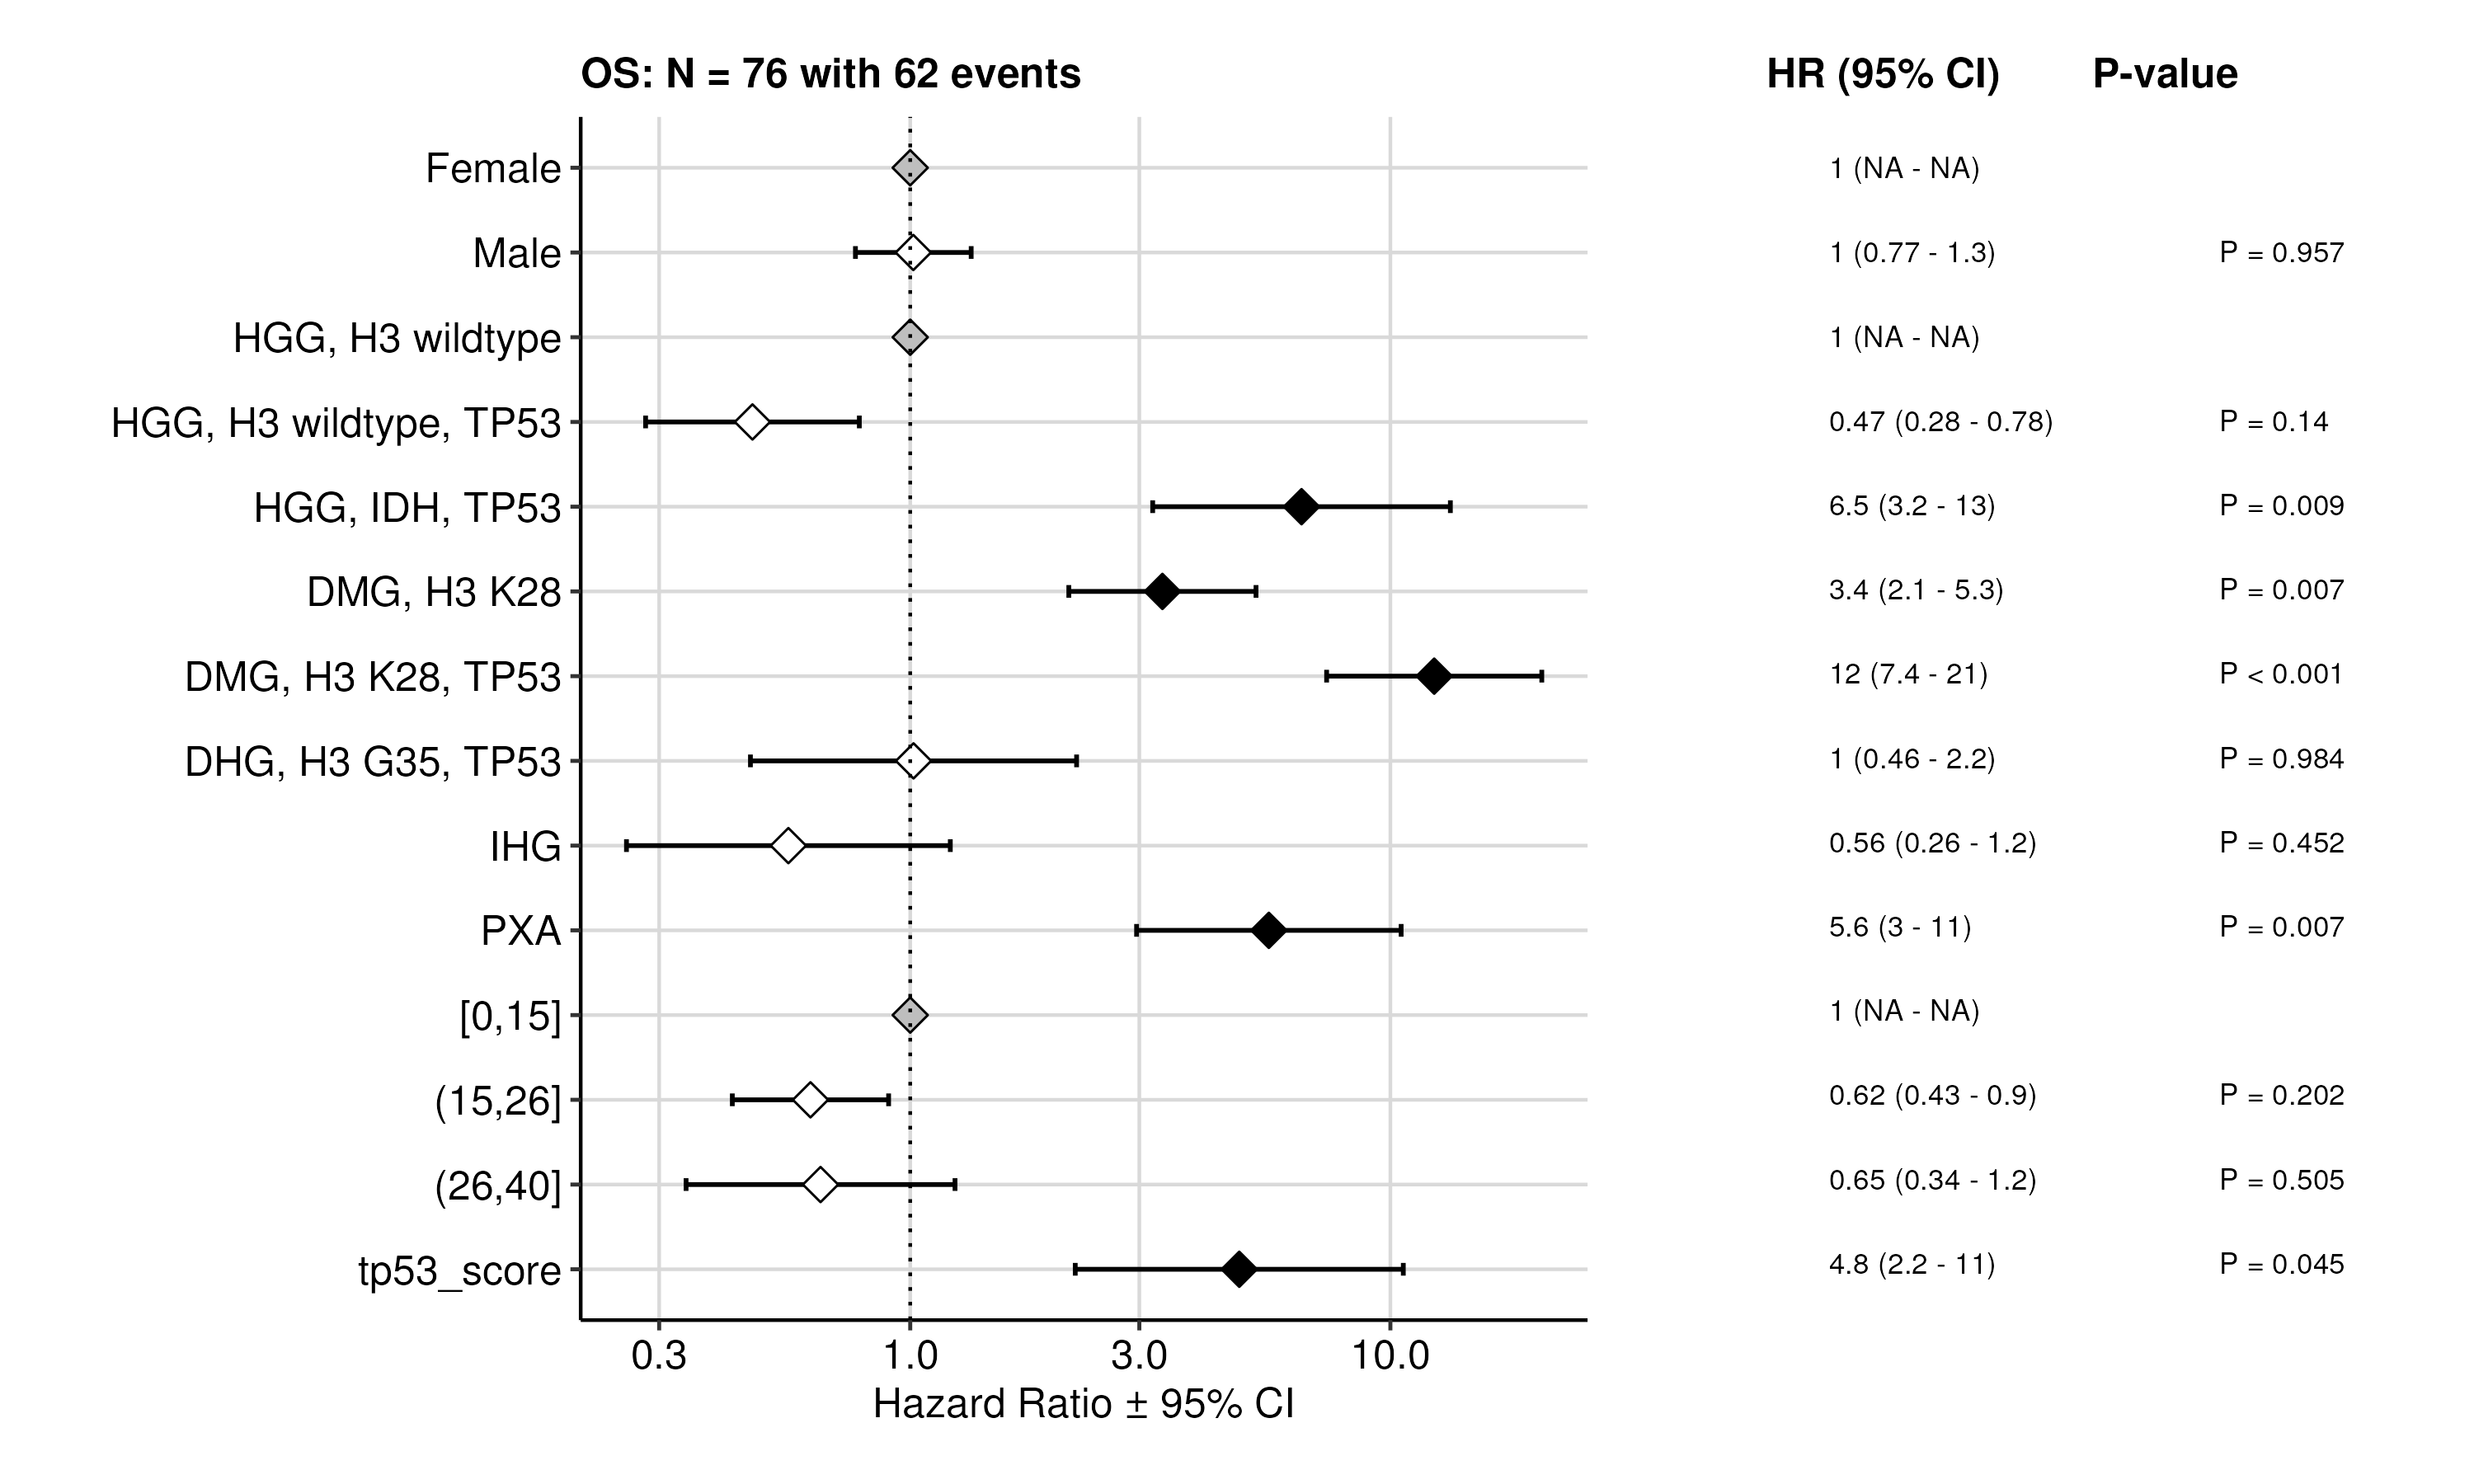 OS: N = 76 with 62 events HR (95% CI) P-value
Female 1 (NA - NA)
Male 1 (0.77 - 1.3) P = 0.957
HGG, H3 wildtype 1 (NA - NA)
HGG, H3 wildtype, TP53 0.47 (0.28 - 0.78) P = 0.14
HGG, IDH, TP53 6.5 (3.2 - 13) P = 0.009
DMG, H3 K28 3.4 (2.1 - 5.3) P = 0.007
DMG, H3 K28, TP53 12 (7.4 - 21) P < 0.001
DHG, H3 G35, TP53 1 (0.46 - 2.2) P = 0.984
IHG 0.56 (0.26 - 1.2) P = 0.452
PXA 5.6 (3 - 11) P = 0.007
[0,15] 1 (NA - NA)
(15,26] 0.62 (0.43 - 0.9) P = 0.202
(26,40] 0.65 (0.34 - 1.2) P = 0.505
tp53_score 4.8 (2.2 - 11) P = 0.045
0.3 1.0 3.0 10.0
Hazard Ratio ± 95% CI